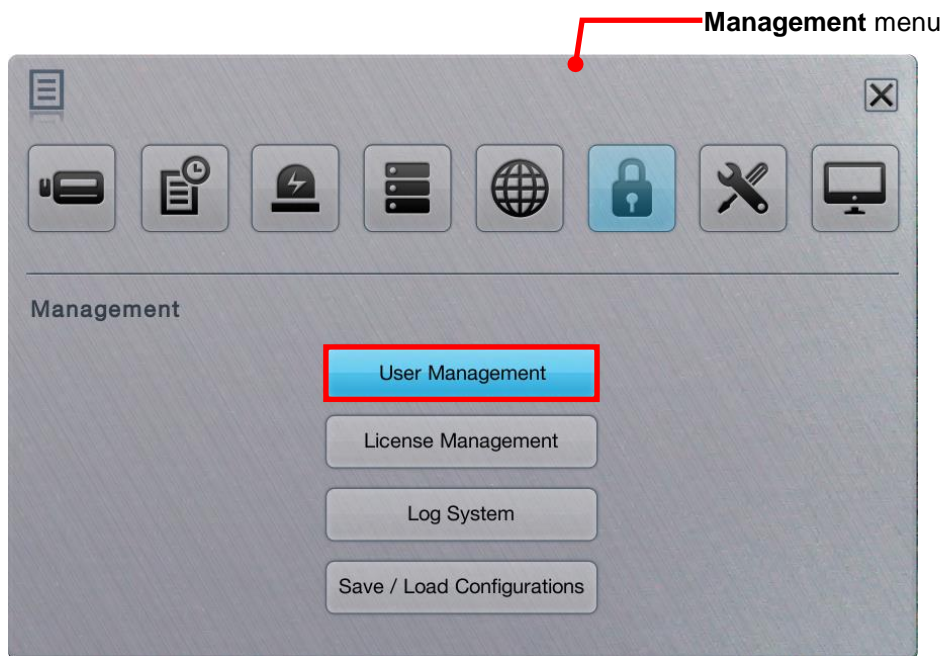 Management menu
Management
User Management
License Management
Log System
Save / Load Configurations